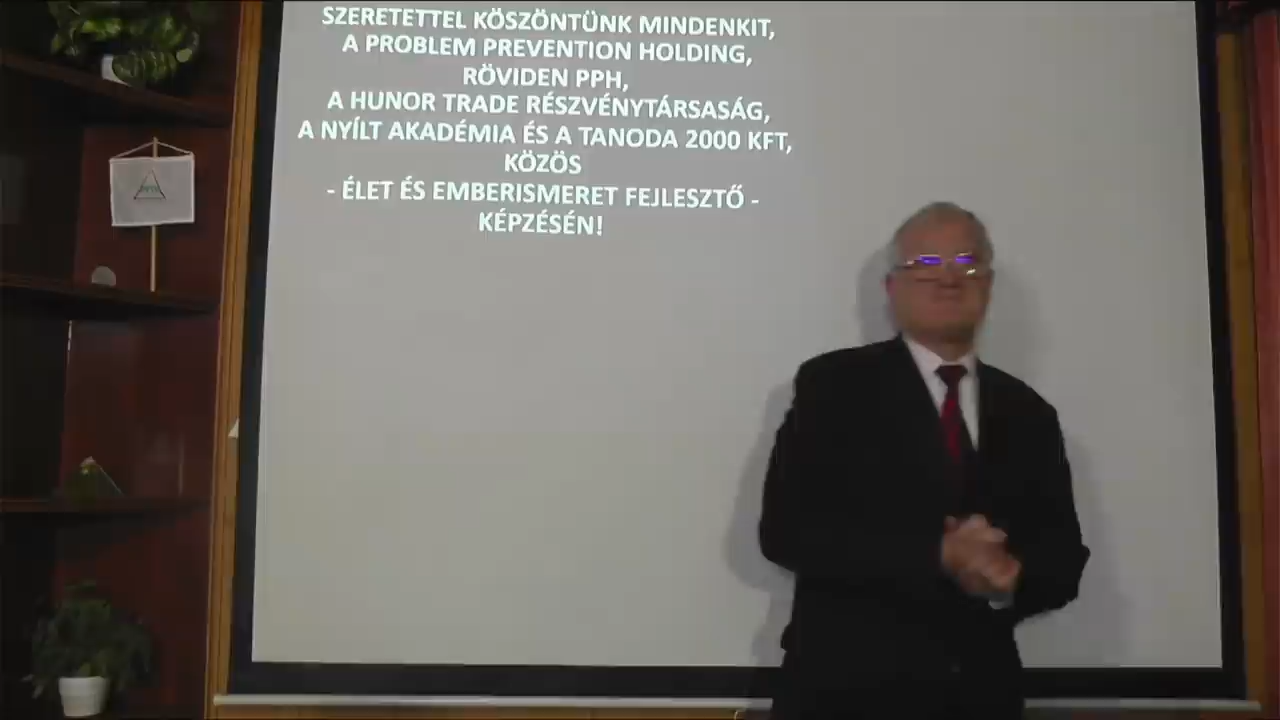 SZERETETTEL KÖSZÖNTÜNK MINDENKIT,
A PROBLEM PREVENTION HOLDING,
RÖVIDEN PPH,
A HUNOR TRADE RÉSZVÉNYTÁRSASÁG,
A NYÍLT AKADÉMIA ÉS A TANODA 2000 KFT,
KÖZÖS
- ÉLET ÉS EMBERISMERET FEJLESZTŐ -
KÉPZÉSÉN!